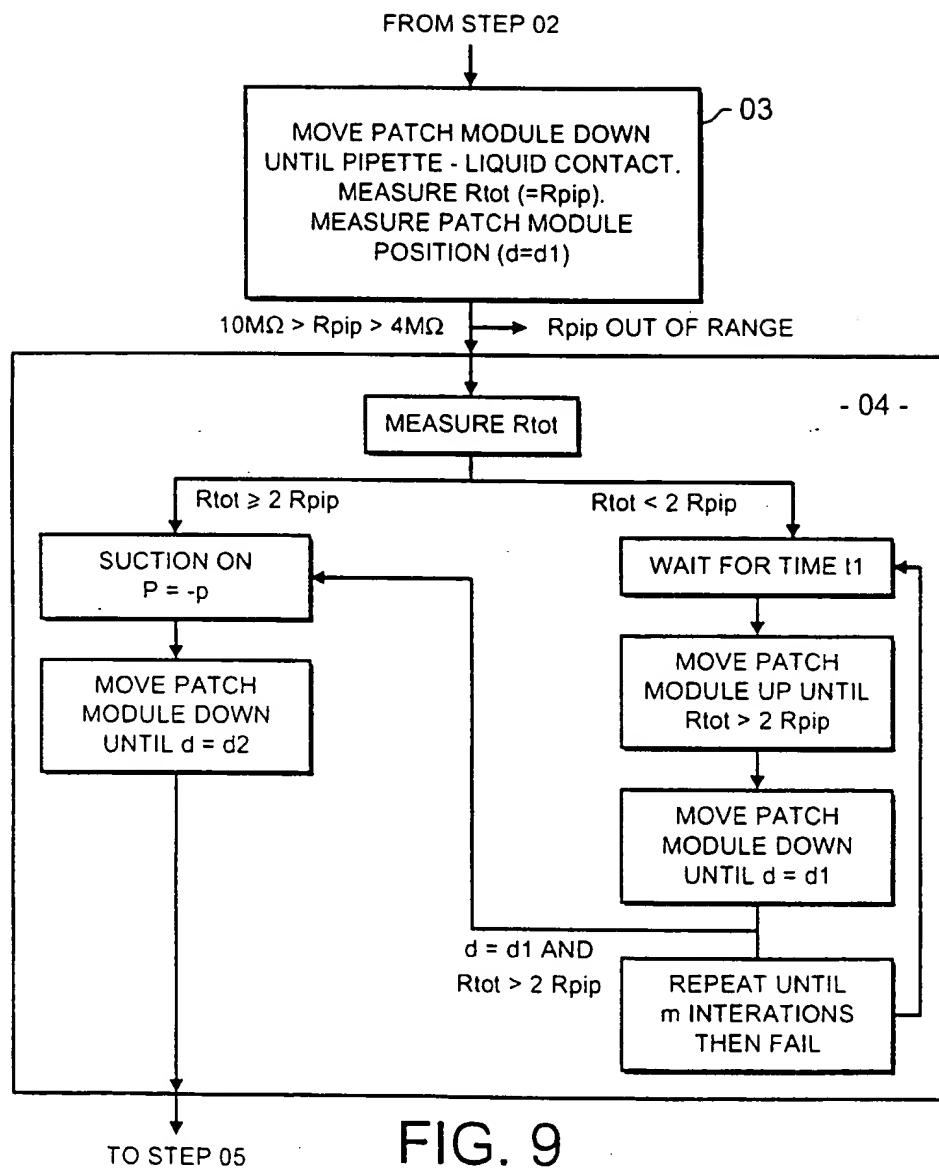 FROM STEP 02
03
MOVE PATCH MODULE DOWN
UNTIL PIPETTE - LIQUID CONTACT.
MEASURE Rtot (=Rpip).
MEASURE PATCH MODULE
POSITION (d=d1)
10MΩ > Rpip > 4MΩ
Rpip OUT OF RANGE
- 04 -
MEASURE Rtot
Rtot ⩾ 2 Rpip
Rtot < 2 Rpip
SUCTION ON
P = -p
MOVE PATCH
MODULE DOWN
UNTIL d = d2
WAIT FOR TIME t1
MOVE PATCH
MODULE UP UNTIL
Rtot > 2 Rpip
MOVE PATCH
MODULE DOWN
UNTIL d = d1
d = d1 AND
Rtot > 2 Rpip
REPEAT UNTIL
m INTERATIONS
THEN FAIL
TO STEP 05
FIG. 9